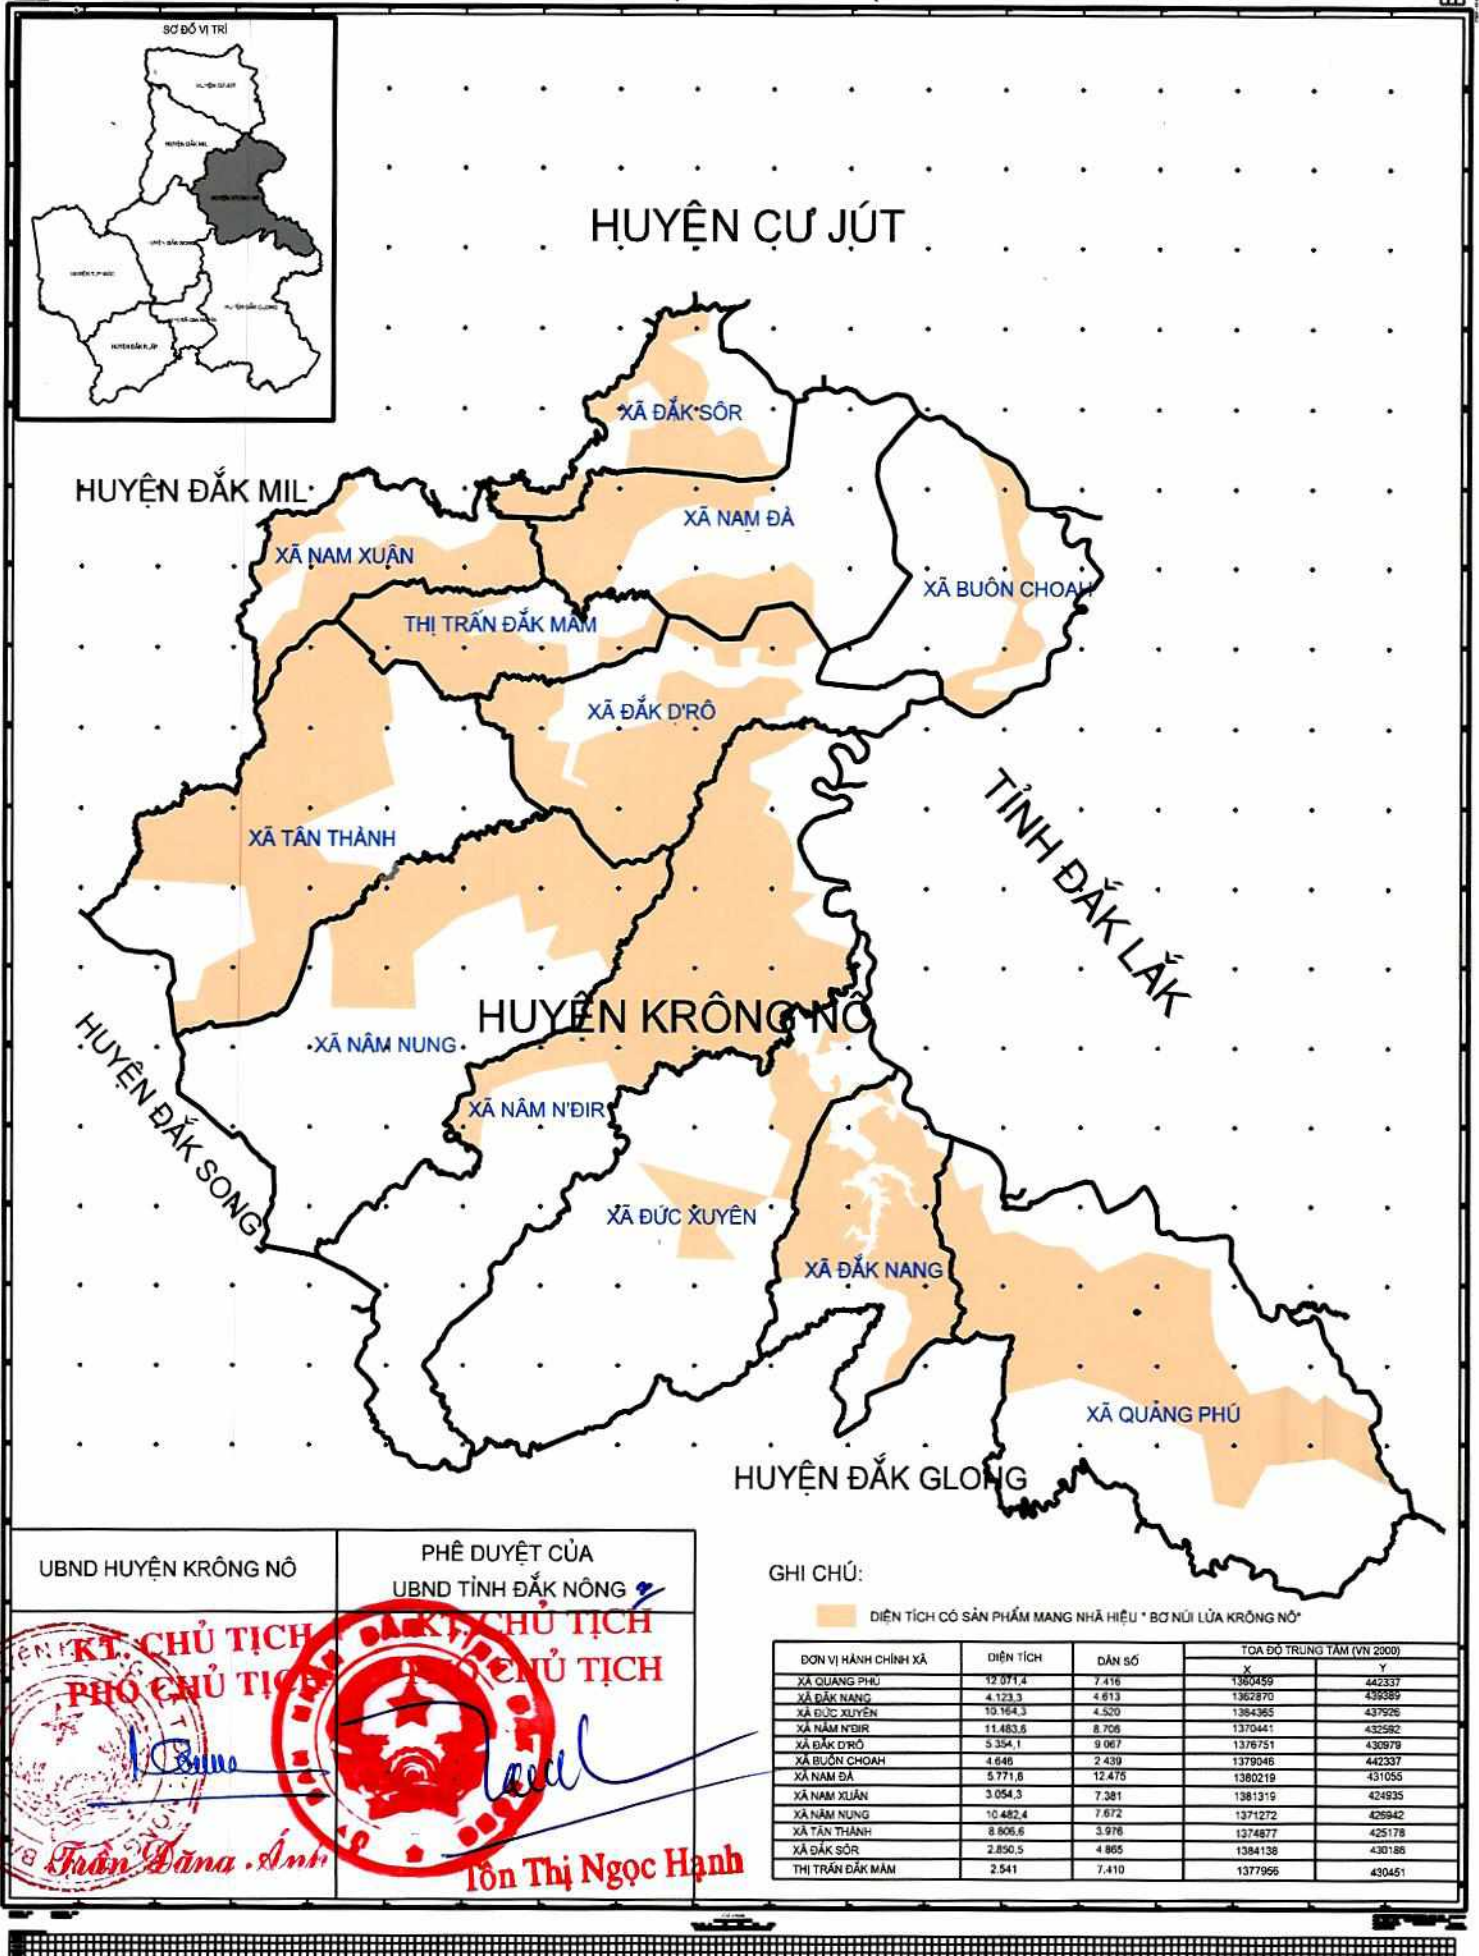 SƠ ĐỒ VỊ TRÍ
HUYỆN ĐẮK MIL
HUYỆN ĐẮK GLONG
HUYỆN CƯ JÚT
XÃ ĐẮK SÔR
HUYỆN ĐẮK MIL
XÃ NAM ĐÀ
XÃ NAM XUÂN
XÃ BUÔN CHOAH
THỊ TRẤN ĐẮK MÂM
XÃ ĐẮK D'RÔ
TỈNH ĐẮK LẮK
XÃ TÂN THÀNH
HUYỆN KRÔNG NÔ
XÃ NÂM NUNG
HUYỆN ĐẮK SONG
XÃ NÂM N'ĐIR
XÃ ĐỨC XUYÊN
XÃ ĐẮK NANG
XÃ QUẢNG PHÚ
HUYỆN ĐẮK GLONG
UBND HUYỆN KRÔNG NÔ
PHÊ DUYỆT CỦA
UBND TỈNH ĐẮK NÔNG
KT. CHỦ TỊCH
PHÓ CHỦ TỊCH
Trần Đăng Ánh
KT. CHỦ TỊCH
PHÓ CHỦ TỊCH
Tôn Thị Ngọc Hạnh
GHI CHÚ:
DIỆN TÍCH CÓ SẢN PHẨM MANG NHÃ HIỆU " BƠ NÚI LỬA KRÔNG NÔ"
ĐƠN VỊ HÀNH CHÍNH XÃ DIỆN TÍCH DÂN SỐ TOA ĐỘ TRUNG TÂM (VN 2000)
X Y
XÃ QUẢNG PHÚ 12.071,4 7.416 1360459 442337
XÃ ĐẮK NANG 4.123,3 4.613 1362870 439389
XÃ ĐỨC XUYÊN 10.164,3 4.520 1364365 437926
XÃ NÂM N'ĐIR 11.483,6 8.706 1370441 432592
XÃ ĐẮK D'RÔ 5.354,1 9.067 1376751 430979
XÃ BUÔN CHOAH 4.646 2.439 1379046 442337
XÃ NAM ĐÀ 5.771,6 12.475 1380219 431055
XÃ NAM XUÂN 3.054,3 7.381 1381319 424935
XÃ NÂM NUNG 10.482,4 7.672 1371272 426942
XÃ TÂN THÀNH 8.806,6 3.976 1374877 425178
XÃ ĐẮK SÔR 2.850,5 4.865 1384138 430186
THỊ TRẤN ĐẮK MÂM 2.541 7.410 1377956 430451